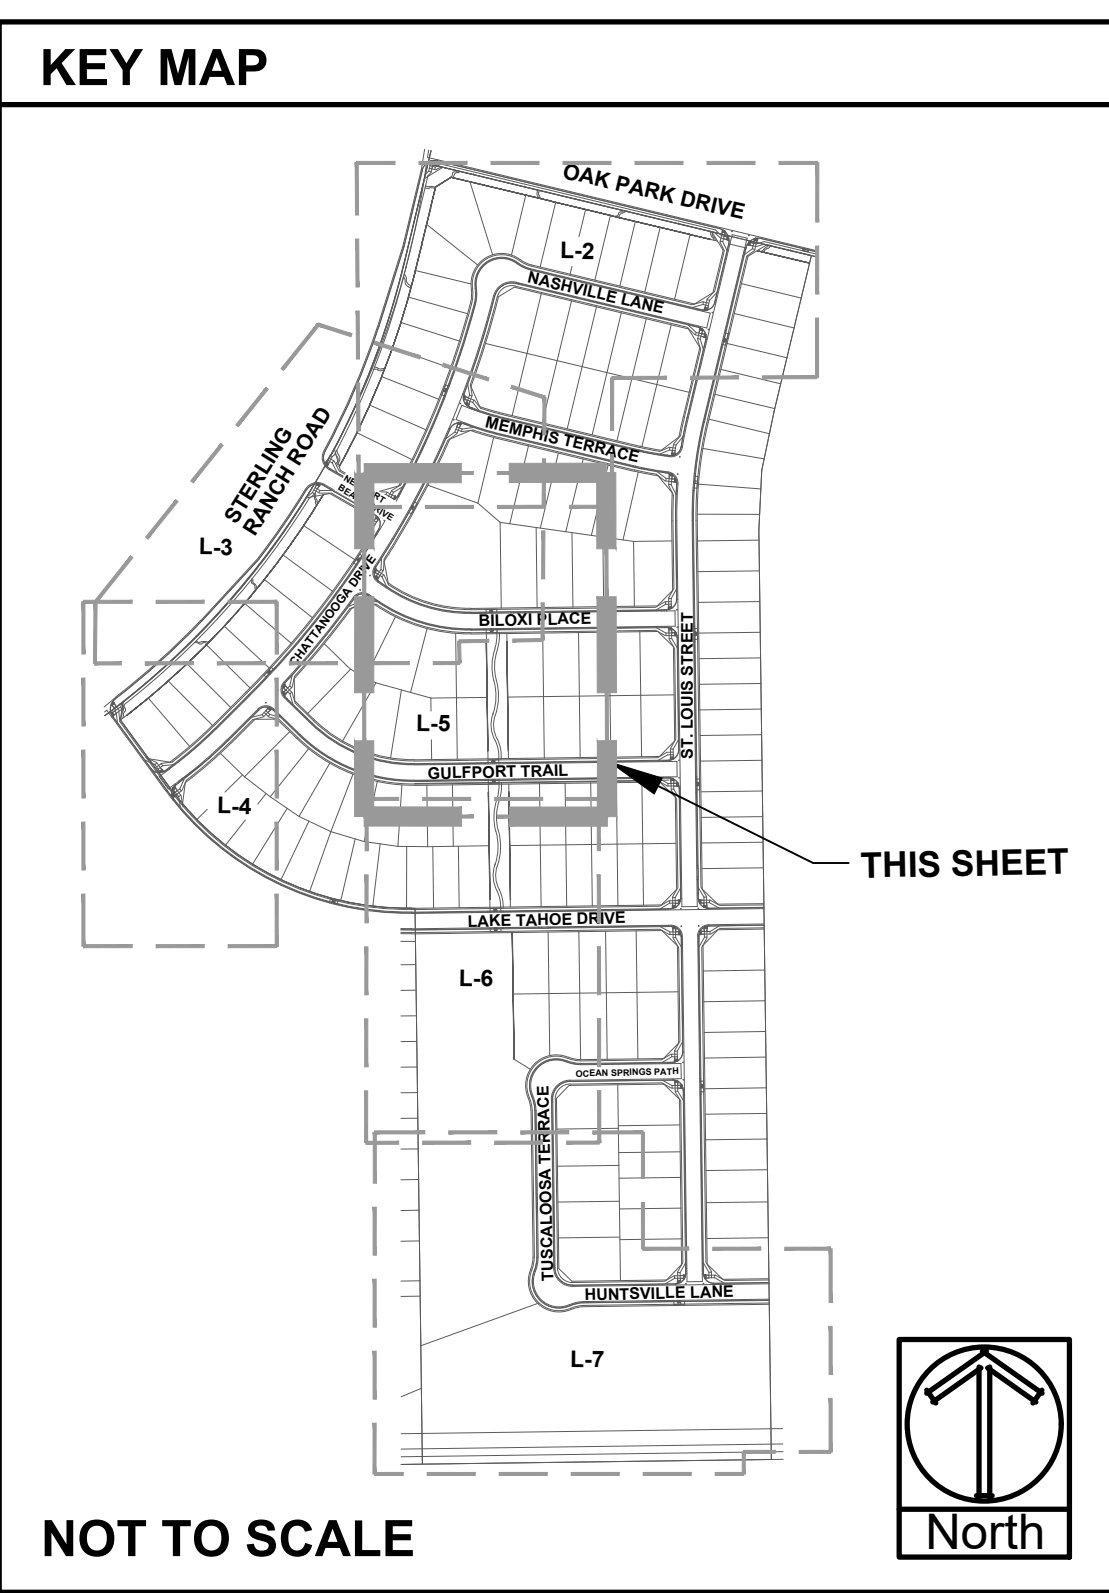 KEY MAP
OAK PARK DRIVE
L-2
NASHVILLE LANE
MEMPHIS TERRACE
STERLING
RANCH ROAD
L-3
CHATTANOOGA DRIVE
BILOXI PLACE
ST. LOUIS STREET
L-5
GULFPORT TRAIL
L-4
THIS SHEET
LAKE TAHOE DRIVE
L-6
OCEAN SPRINGS PATH
TUSCALOOSA TERRACE
HUNTSVILLE LANE
L-7
NOT TO SCALE
North